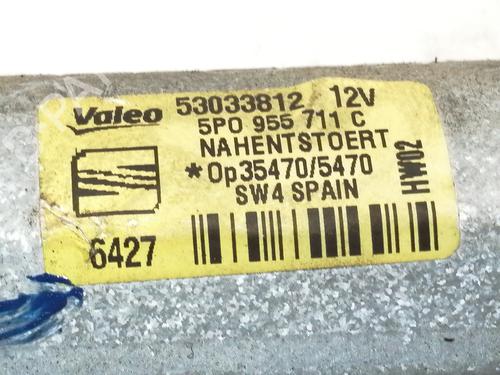 Valeo 53033812 12V
5P0 955 711 C
NAHENTSTOERT
*Op35470/5470
SW4 SPAIN
6427
HW02